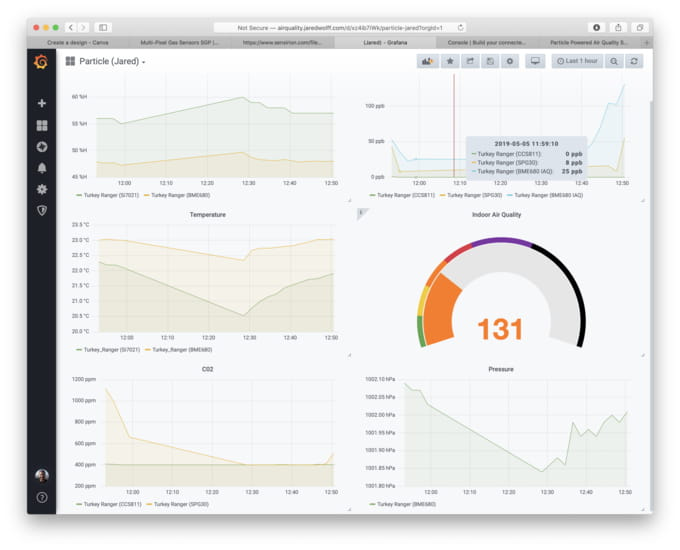 Not Secure — airquality.jaredwolff.com/d/xz4ib7lWk/particle-jared?orgId=1
Create a design - Canva
Multi-Pixel Gas Sensors SGP |...
https://www.sensirion.com/file...
(Jared) - Grafana
Console | Build your connecte...
Particle Powered Air Quality S...
Particle (Jared)
Last 1 hour
60 %H
55 %H
50 %H
45 %H
12:00 12:10 12:20 12:30 12:40 12:50
Turkey Ranger (Si7021) Turkey Ranger (BME680)
100 ppb
50 ppb
0 ppb
2019-05-05 11:59:10
Turkey Ranger (CCS811): 0 ppb
Turkey Ranger (SPG30): 8 ppb
Turkey Ranger (BME680 IAQ): 25 ppb
12:00 12:10 12:20 12:30 12:40 12:50
Turkey Ranger (CCS811) Turkey Ranger (SPG30) Turkey Ranger (BME680 IAQ)
Temperature
23.5 °C
23.0 °C
22.5 °C
22.0 °C
21.5 °C
21.0 °C
20.5 °C
20.0 °C
12:00 12:10 12:20 12:30 12:40 12:50
Turkey_Ranger (Si7021) Turkey_Ranger (BME680)
Indoor Air Quality
131
C02
1200 ppm
1000 ppm
800 ppm
600 ppm
400 ppm
200 ppm
12:00 12:10 12:20 12:30 12:40 12:50
Turkey Ranger (CCS811) Turkey Ranger (SPG30)
Pressure
1002.10 hPa
1002.05 hPa
1002.00 hPa
1001.95 hPa
1001.90 hPa
1001.85 hPa
1001.80 hPa
12:00 12:10 12:20 12:30 12:40 12:50
Turkey Ranger (BME680)